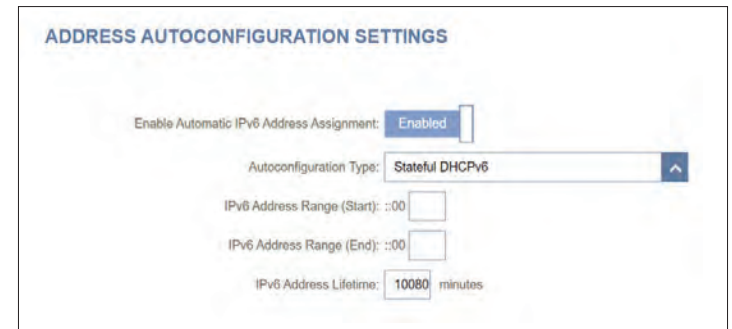 ADDRESS AUTOCONFIGURATION SETTINGS
Enable Automatic IPv6 Address Assignment: Enabled
Autoconfiguration Type: Stateful DHCPv6
IPv6 Address Range (Start): ::00
IPv6 Address Range (End): ::00
IPv6 Address Lifetime: 10080 minutes